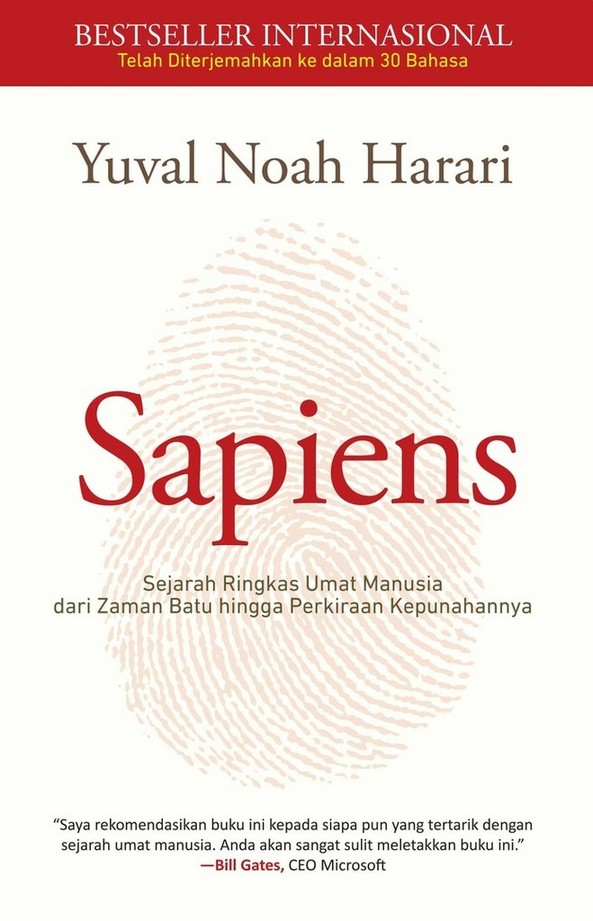 BESTSELLER INTERNASIONAL
Telah Diterjemahkan ke dalam 30 Bahasa
Yuval Noah Harari
Sapiens
Sejarah Ringkas Umat Manusia
dari Zaman Batu hingga Perkiraan Kepunahannya
“Saya rekomendasikan buku ini kepada siapa pun yang tertarik dengan
sejarah umat manusia. Anda akan sangat sulit meletakkan buku ini.”
—Bill Gates, CEO Microsoft